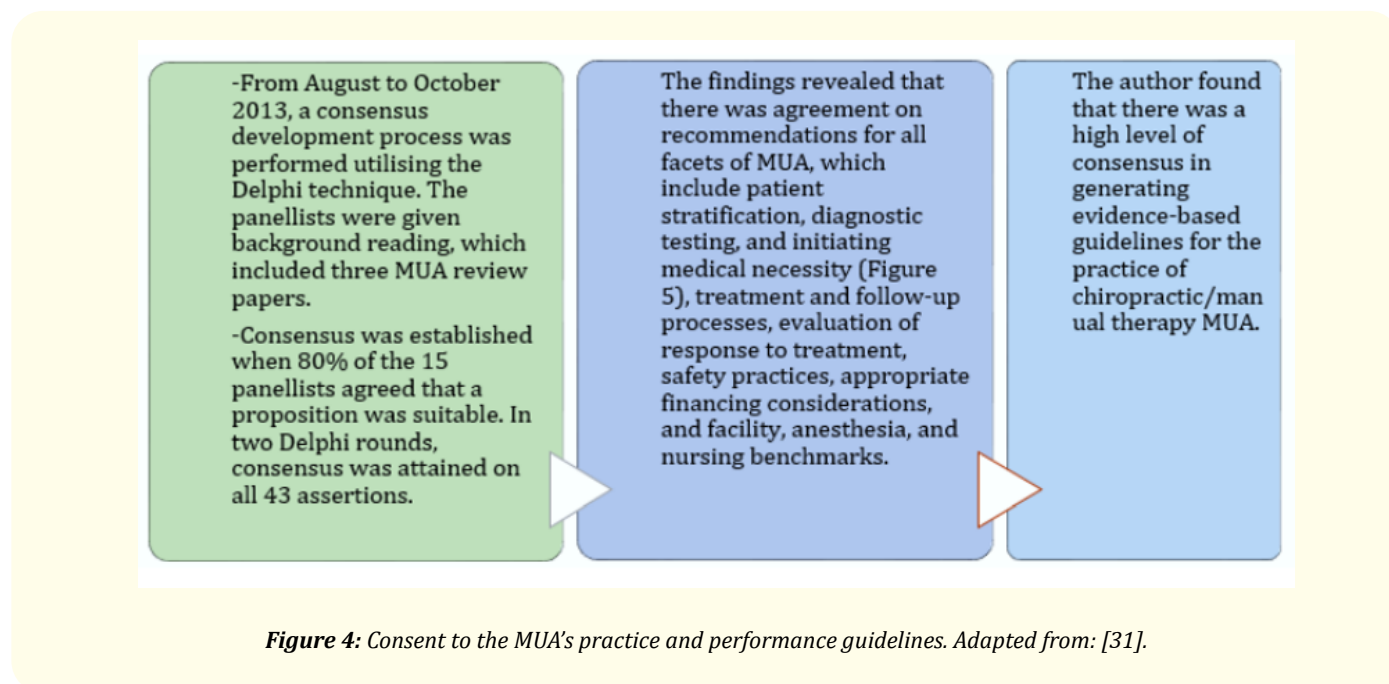 -From August to October
2013, a consensus
development process was
performed utilising the
Delphi technique. The
panellists were given
background reading, which
included three MUA review
papers.
-Consensus was established
when 80% of the 15
panellists agreed that a
proposition was suitable. In
two Delphi rounds,
consensus was attained on
all 43 assertions.
The findings revealed that
there was agreement on
recommendations for all
facets of MUA, which
include patient
stratification, diagnostic
testing, and initiating
medical necessity (Figure
5), treatment and follow-up
processes, evaluation of
response to treatment,
safety practices, appropriate
financing considerations,
and facility, anesthesia, and
nursing benchmarks.
The author found
that there was a
high level of
consensus in
generating
evidence-based
guidelines for the
practice of
chiropractic/man
ual therapy MUA.
Figure 4: Consent to the MUA's practice and performance guidelines. Adapted from: [31].